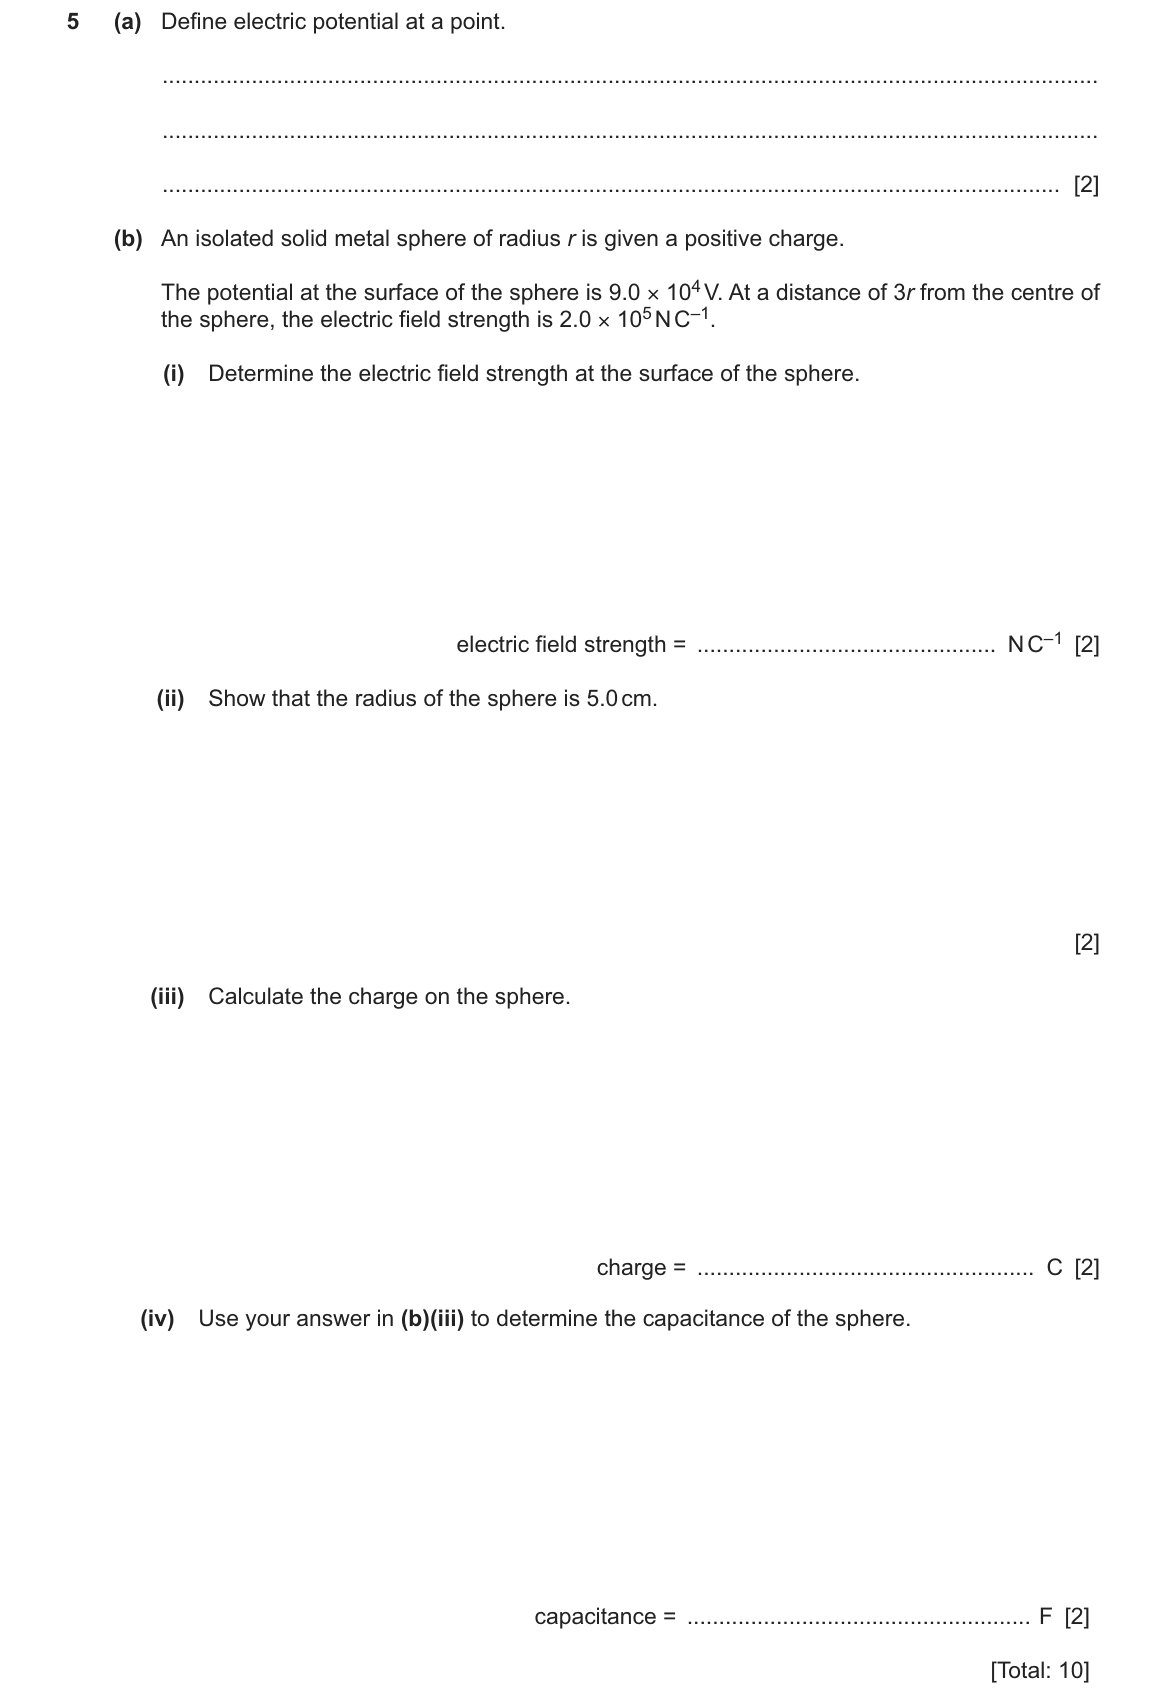 5 (a) Define electric potential at a point.
..........................................................................................
..........................................................................................
.......................................................................................... [2]
(b) An isolated solid metal sphere of radius r is given a positive charge.
The potential at the surface of the sphere is 9.0 × 10⁴ V. At a distance of 3r from the centre of
the sphere, the electric field strength is 2.0 × 10⁵ N C⁻¹.
(i) Determine the electric field strength at the surface of the sphere.
electric field strength = ............................................... N C⁻¹ [2]
(ii) Show that the radius of the sphere is 5.0 cm.
[2]
(iii) Calculate the charge on the sphere.
charge = ..................................................... C [2]
(iv) Use your answer in (b)(iii) to determine the capacitance of the sphere.
capacitance = ...................................................... F [2]
[Total: 10]